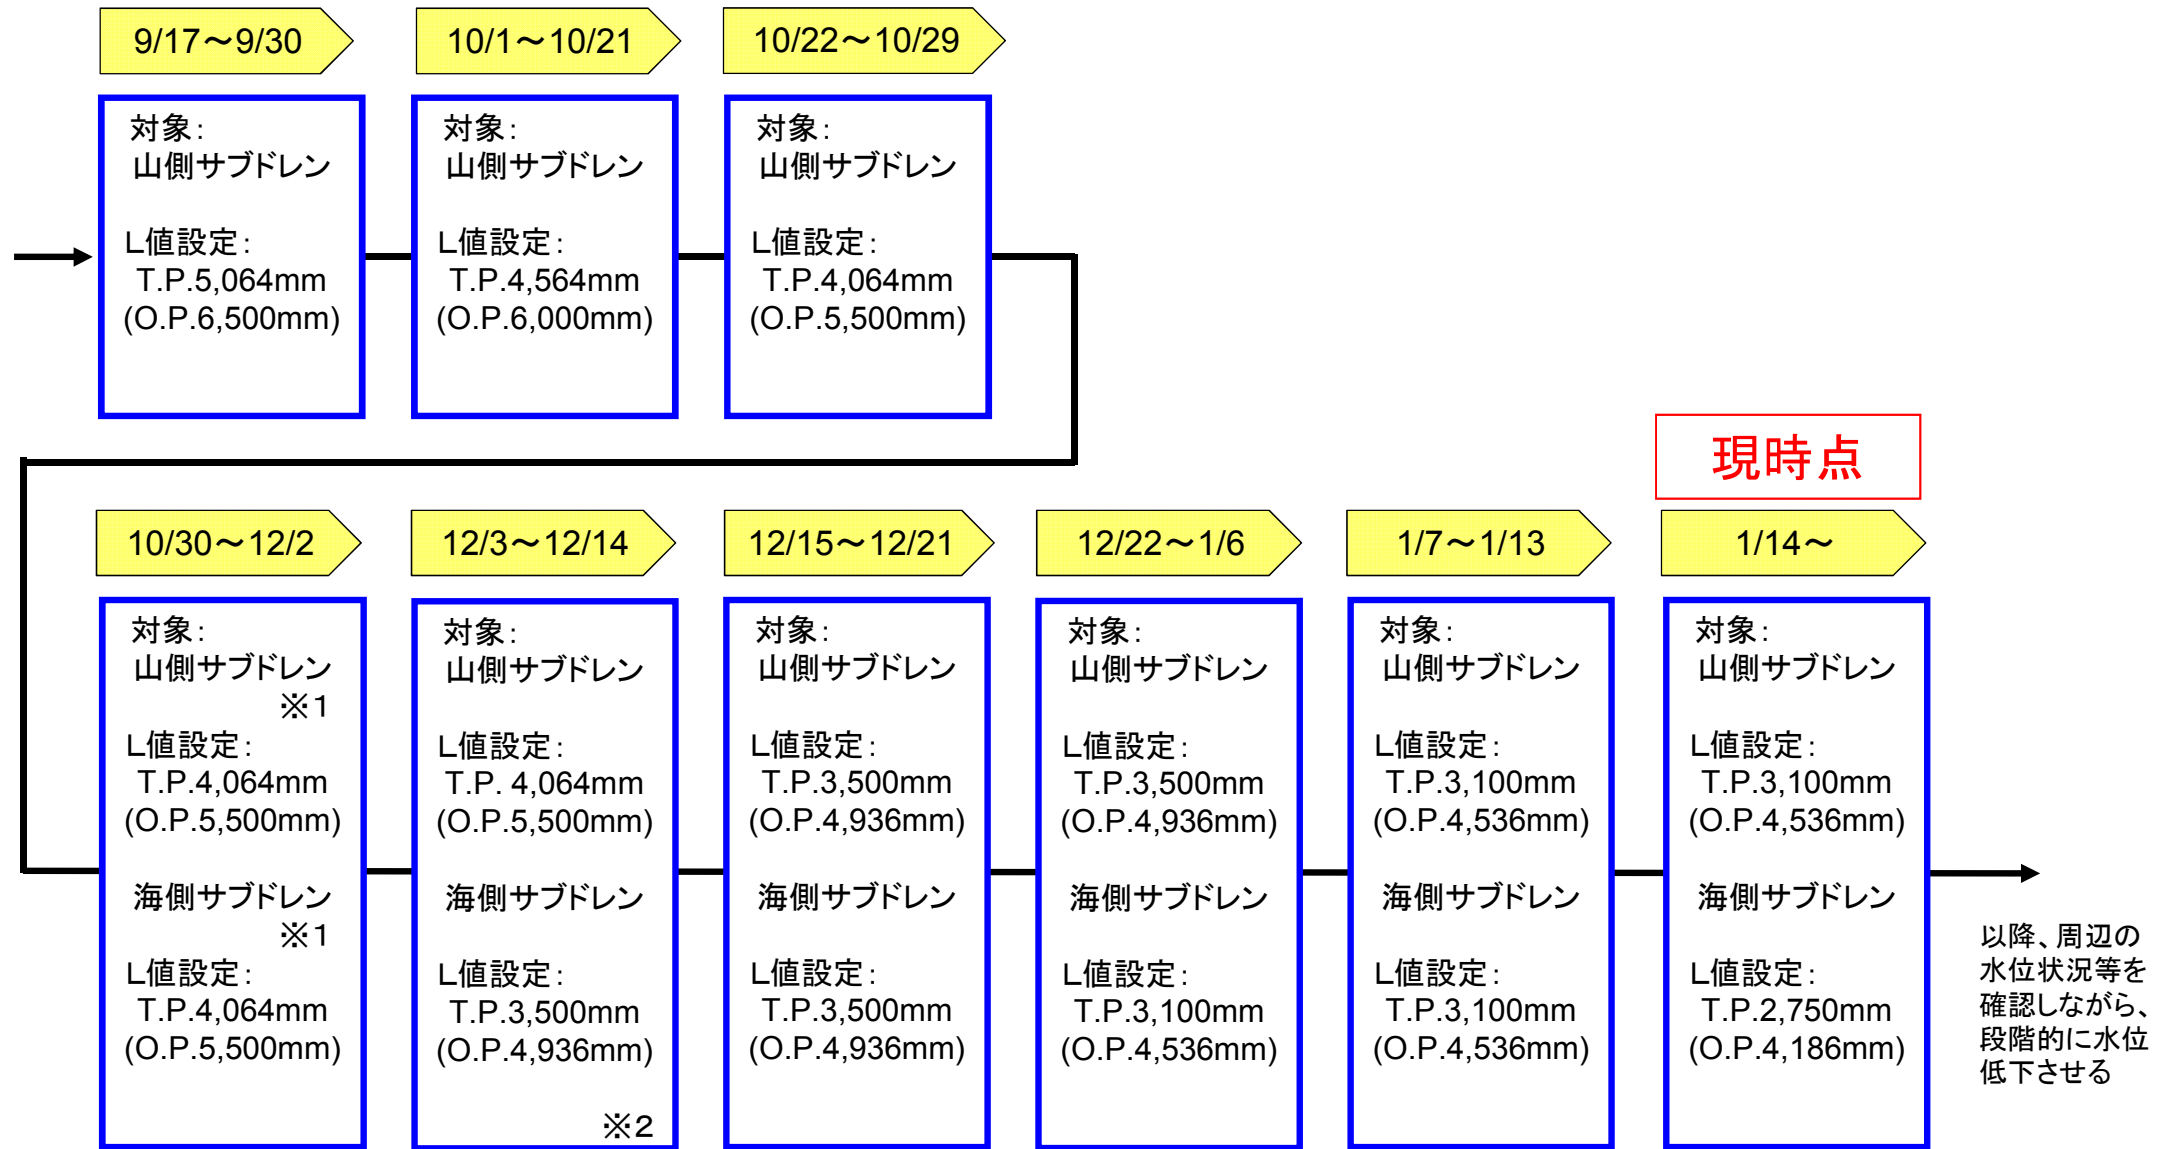 9/17～9/30
対象：
山側サブドレン
L値設定：
T.P.5,064mm
(O.P.6,500mm)
10/1～10/21
対象：
山側サブドレン
L値設定：
T.P.4,564mm
(O.P.6,000mm)
10/22～10/29
対象：
山側サブドレン
L値設定：
T.P.4,064mm
(O.P.5,500mm)
現時点
10/30～12/2
対象：
山側サブドレン
※1
L値設定：
T.P.4,064mm
(O.P.5,500mm)
海側サブドレン
※1
L値設定：
T.P.4,064mm
(O.P.5,500mm)
12/3～12/14
対象：
山側サブドレン
L値設定：
T.P. 4,064mm
(O.P.5,500mm)
海側サブドレン
L値設定：
T.P.3,500mm
(O.P.4,936mm)
※2
12/15～12/21
対象：
山側サブドレン
L値設定：
T.P.3,500mm
(O.P.4,936mm)
海側サブドレン
L値設定：
T.P.3,500mm
(O.P.4,936mm)
12/22～1/6
対象：
山側サブドレン
L値設定：
T.P.3,500mm
(O.P.4,936mm)
海側サブドレン
L値設定：
T.P.3,100mm
(O.P.4,536mm)
1/7～1/13
対象：
山側サブドレン
L値設定：
T.P.3,100mm
(O.P.4,536mm)
海側サブドレン
L値設定：
T.P.3,100mm
(O.P.4,536mm)
1/14～
対象：
山側サブドレン
L値設定：
T.P.3,100mm
(O.P.4,536mm)
海側サブドレン
L値設定：
T.P.2,750mm
(O.P.4,186mm)
以降、周辺の
水位状況等を
確認しながら、
段階的に水位
低下させる